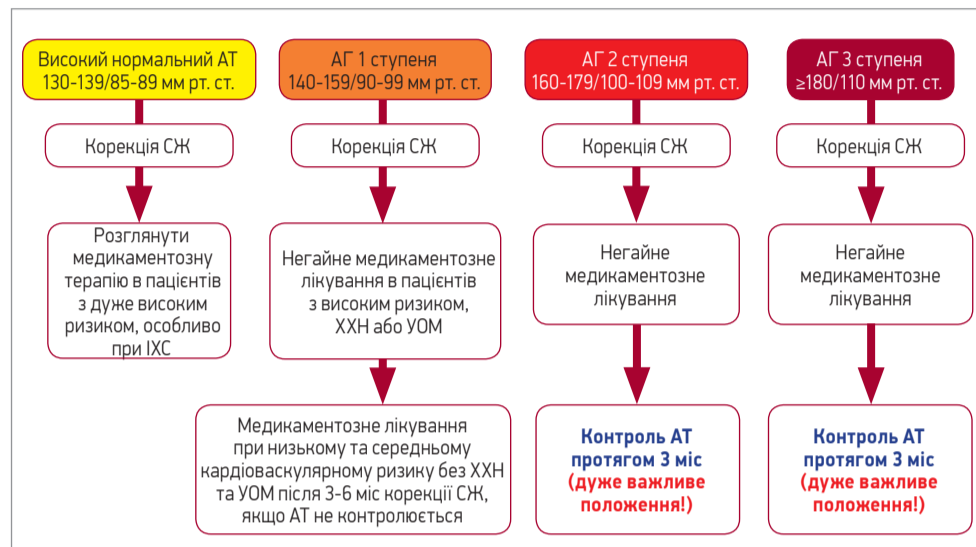 Високий нормальний АТ
130-139/85-89 мм рт. ст.
АГ 1 ступеня
140-159/90-99 мм рт. ст.
АГ 2 ступеня
160-179/100-109 мм рт. ст.
АГ 3 ступеня
≥180/110 мм рт. ст.
Корекція СЖ
Корекція СЖ
Корекція СЖ
Корекція СЖ
Розглянути
медикаментозну
терапію в пацієнтів
з дуже високим
ризиком, особливо
при ІХС
Негайне медикаментозне
лікування в пацієнтів
з високим ризиком,
ХХН або УОМ
Негайне
медикаментозне
лікування
Негайне
медикаментозне
лікування
Медикаментозне лікування
при низькому та середньому
кардіоваскулярному ризику без ХХН
та УОМ після 3-6 міс корекції СЖ,
якщо АТ не контролюється
Контроль АТ
протягом 3 міс
(дуже важливе
положення!)
Контроль АТ
протягом 3 міс
(дуже важливе
положення!)